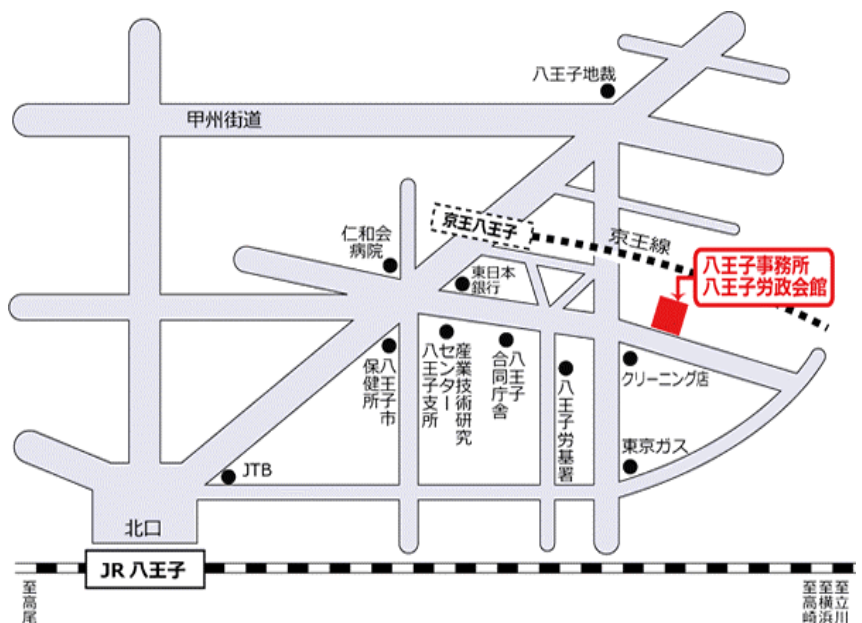 八王子地裁
甲州街道
京王八王子
京王線
仁和会
病院
八王子事務所
八王子労政会館
東日本
銀行
八王子市
保健所
産業技術研究
センター
八王子支所
八王子
合同庁舎
八王子労基署
クリーニング店
東京ガス
JTB
北口
JR 八王子
至高尾
至立川
至横浜
至高崎